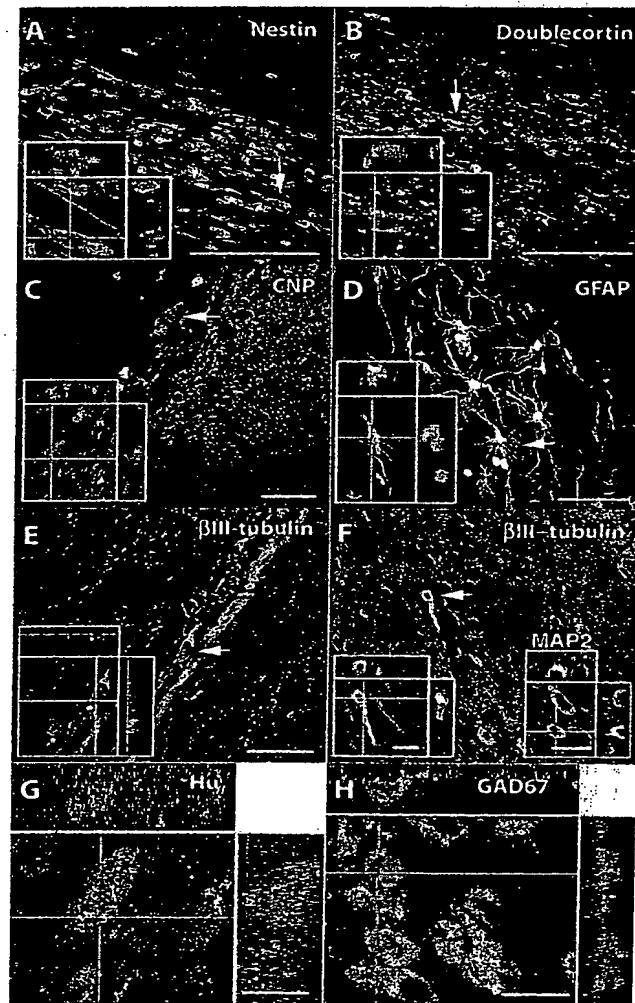 A Nestin
B Doublecortin
C CNP
D GFAP
E βIII-tubulin
F βIII-tubulin
MAP2
G Hu
H GAD67